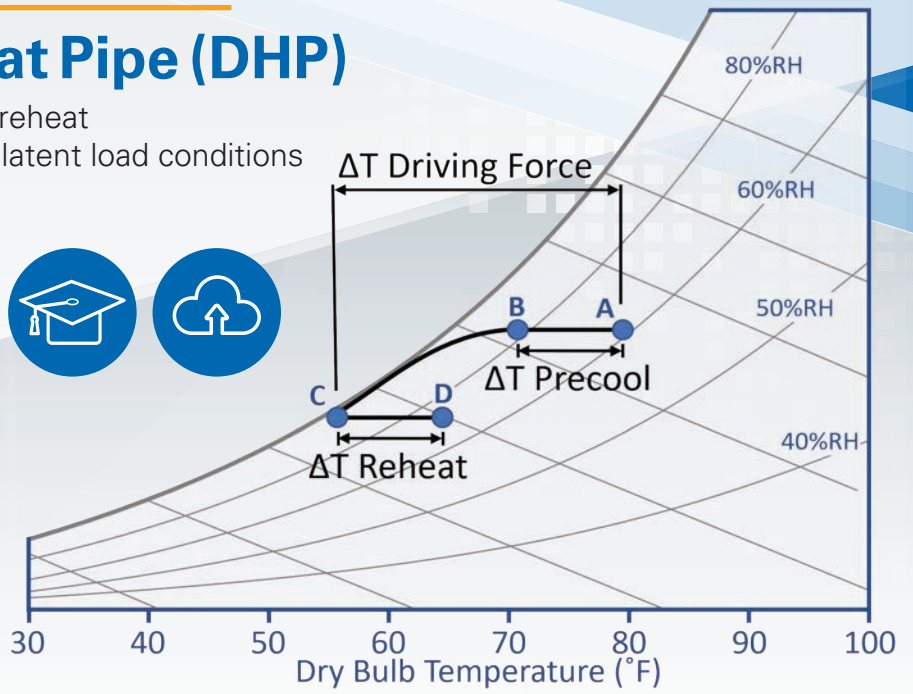 at Pipe (DHP)
reheat
latent load conditions
80%RH
ΔT Driving Force
60%RH
50%RH
B
A
ΔT Precool
C
D
40%RH
ΔT Reheat
30 40 50 60 70 80 90 100
Dry Bulb Temperature (˚F)